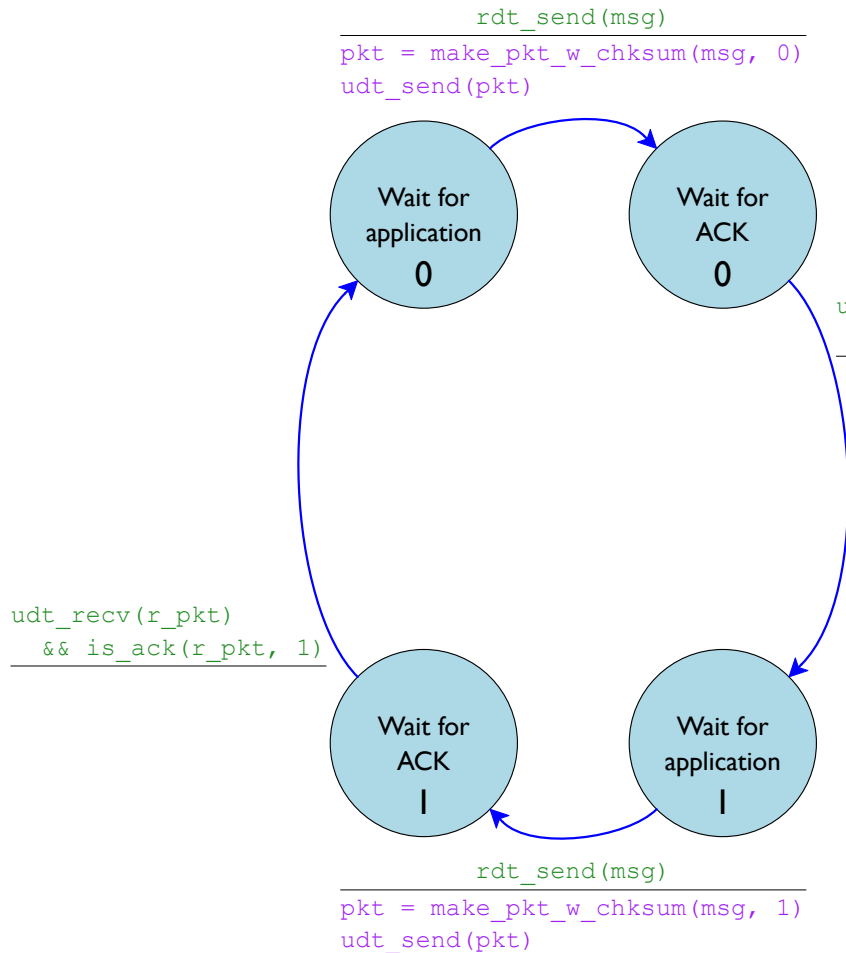 rdt_send(msg)
pkt = make_pkt_w_chksum(msg, 0)
udt_send(pkt)
Wait for
application
0
Wait for
ACK
0
u
udt_recv(r_pkt)
&& is_ack(r_pkt, 1)
Wait for
ACK
1
Wait for
application
1
rdt_send(msg)
pkt = make_pkt_w_chksum(msg, 1)
udt_send(pkt)